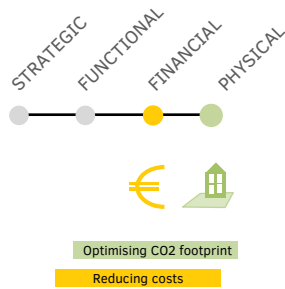 STRATEGIC
FUNCTIONAL
FINANCIAL
PHYSICAL
€
Optimising CO2 footprint
Reducing costs